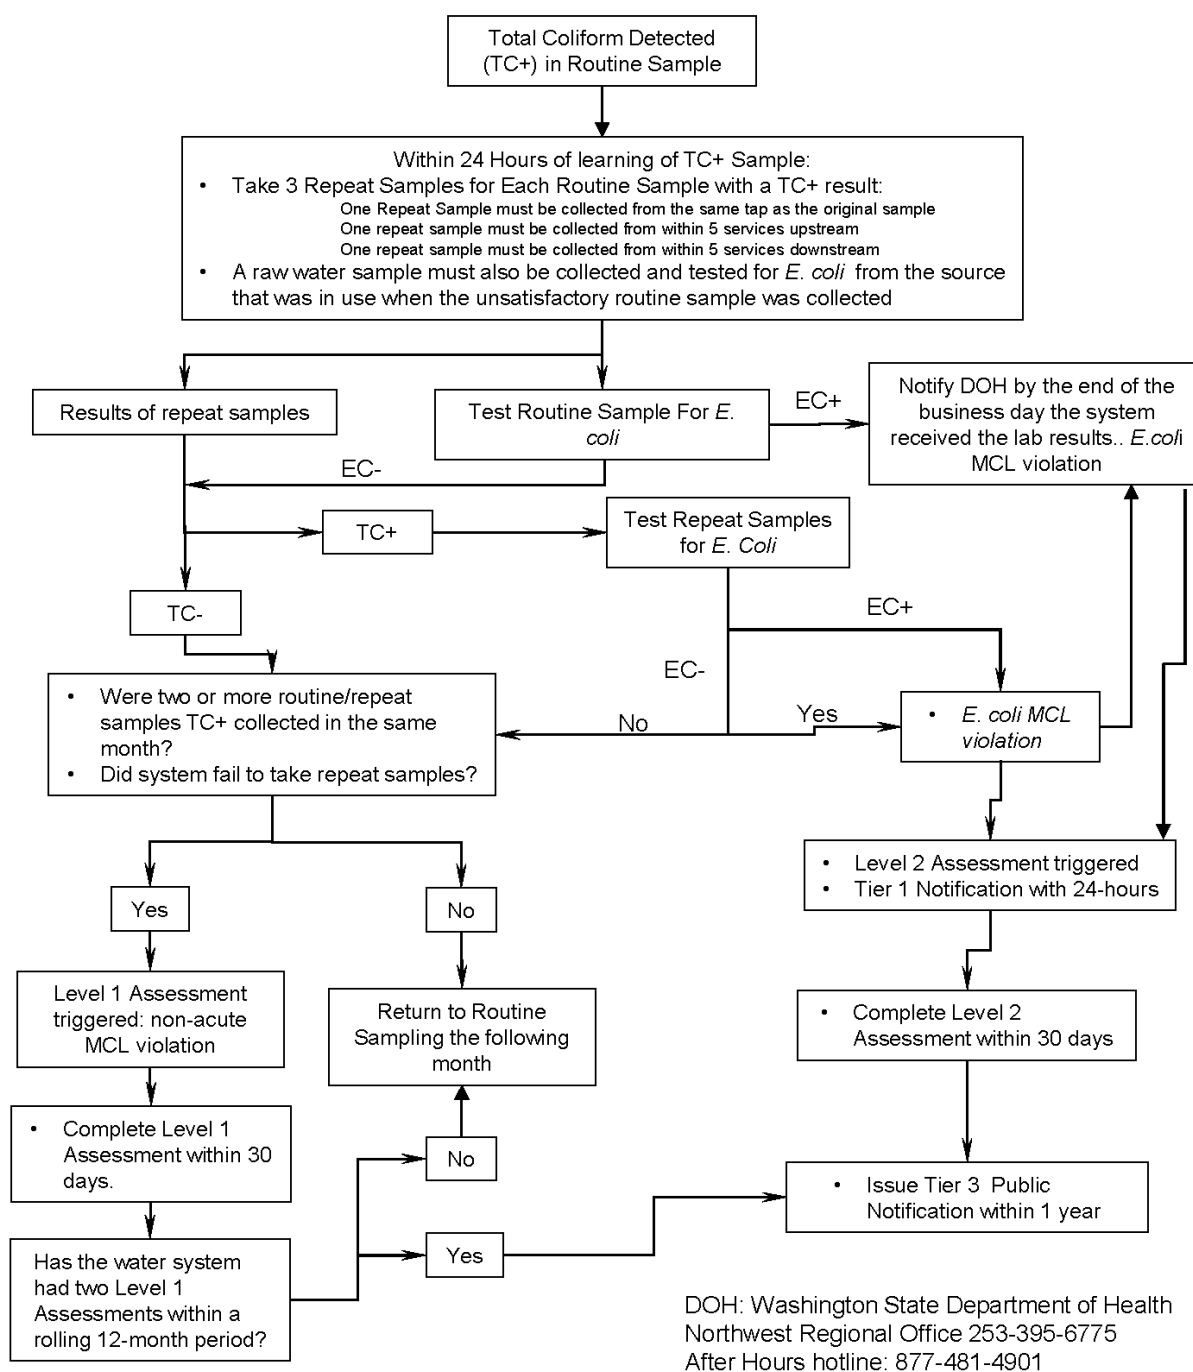 Total Coliform Detected
(TC+) in Routine Sample
Within 24 Hours of learning of TC+ Sample:
• Take 3 Repeat Samples for Each Routine Sample with a TC+ result:
One Repeat Sample must be collected from the same tap as the original sample
One repeat sample must be collected from within 5 services upstream
One repeat sample must be collected from within 5 services downstream
• A raw water sample must also be collected and tested for E. coli from the source
that was in use when the unsatisfactory routine sample was collected
Results of repeat samples
Test Routine Sample For E.
coli
EC+
Notify DOH by the end of the
business day the system
received the lab results.. E.coli
MCL violation
EC-
TC+
Test Repeat Samples
for E. Coli
TC-
EC+
EC-
• Were two or more routine/repeat
samples TC+ collected in the same
month?
• Did system fail to take repeat samples?
No
Yes
• E. coli MCL
violation
• Level 2 Assessment triggered
• Tier 1 Notification with 24-hours
Yes
No
Level 1 Assessment
triggered: non-acute
MCL violation
Return to Routine
Sampling the following
month
• Complete Level 2
Assessment within 30 days
• Complete Level 1
Assessment within 30
days.
No
• Issue Tier 3 Public
Notification within 1 year
Has the water system
had two Level 1
Assessments within a
rolling 12-month period?
Yes
DOH: Washington State Department of Health
Northwest Regional Office 253-395-6775
After Hours hotline: 877-481-4901